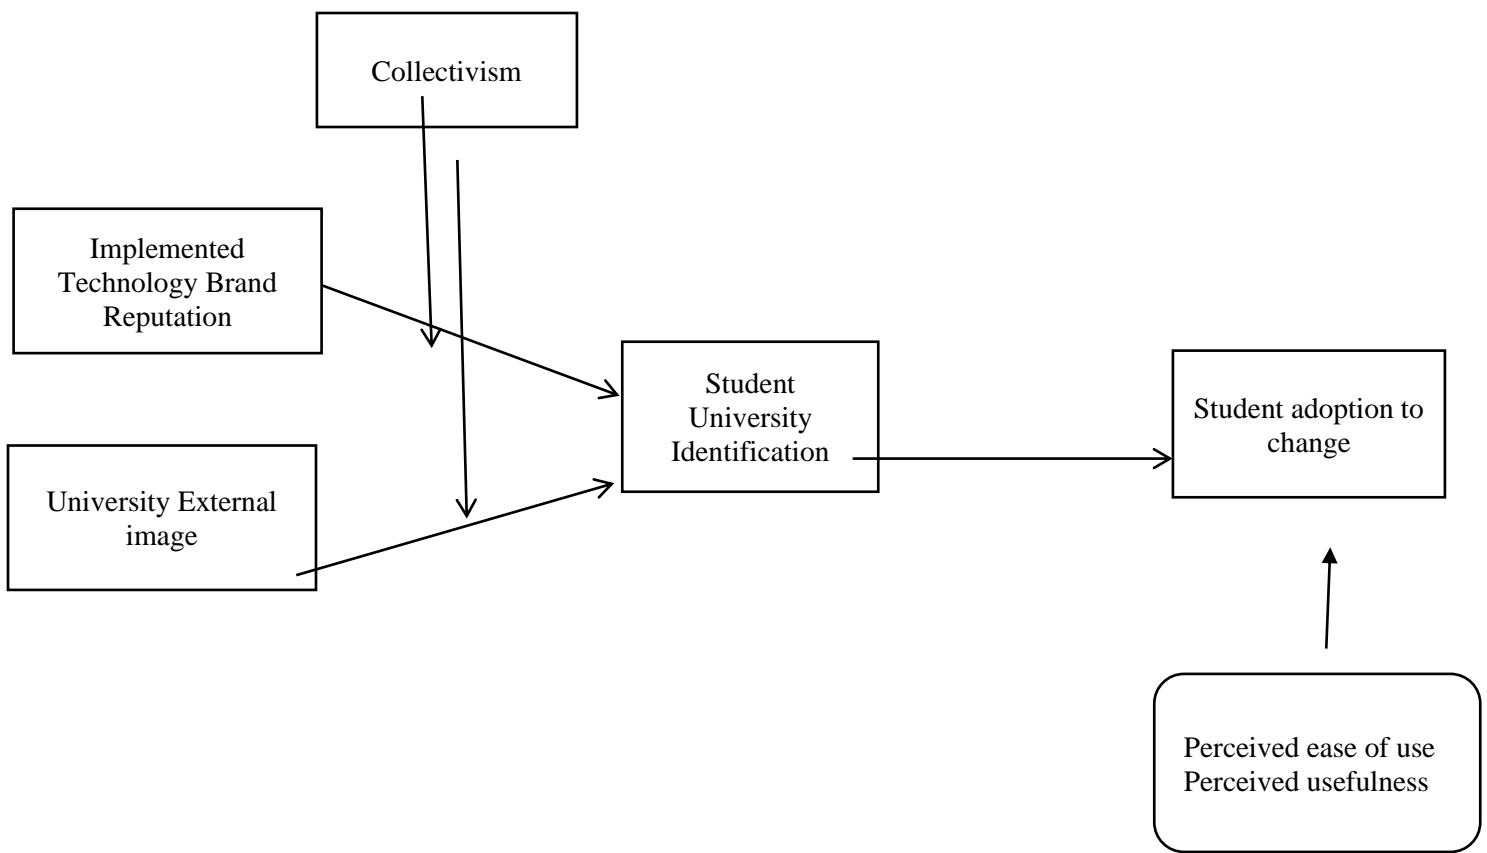 Collectivism
Implemented
Technology Brand
Reputation
University External
image
Student
University
Identification
Student adoption to
change
Perceived ease of use
Perceived usefulness